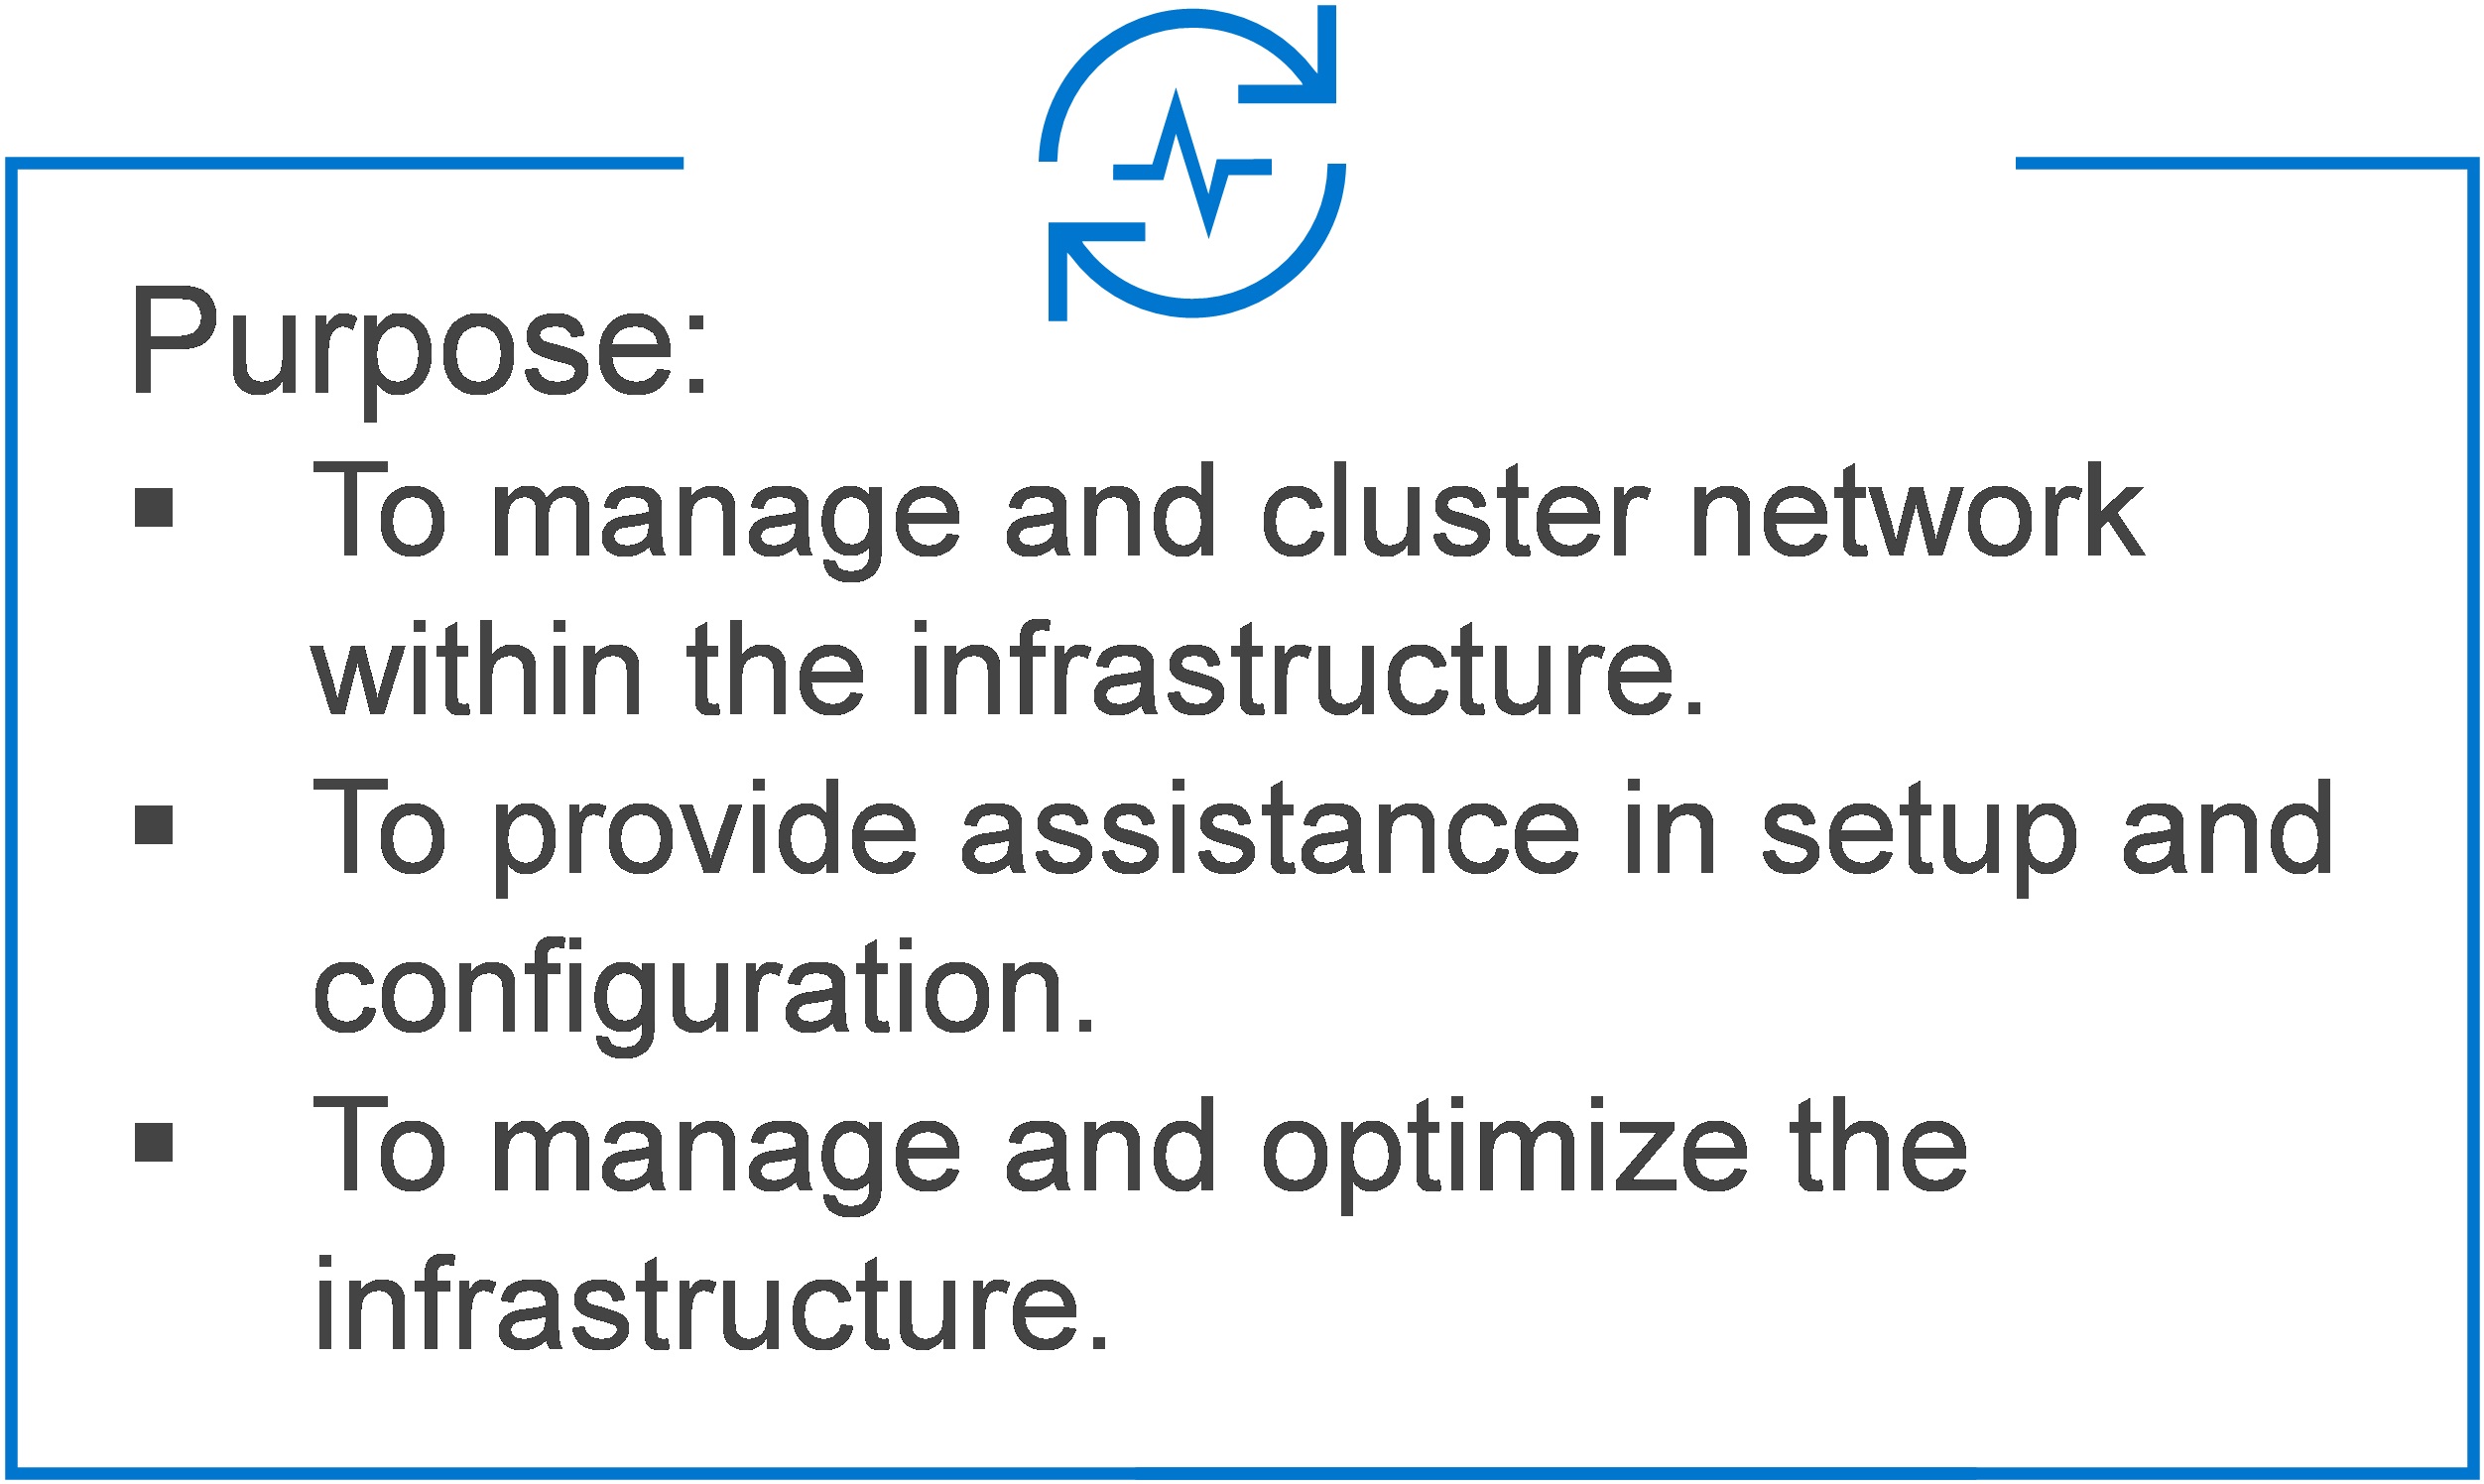 Purpose:
▪ To manage and cluster network
within the infrastructure.
▪ To provide assistance in setup and
configuration.
▪ To manage and optimize the
infrastructure.